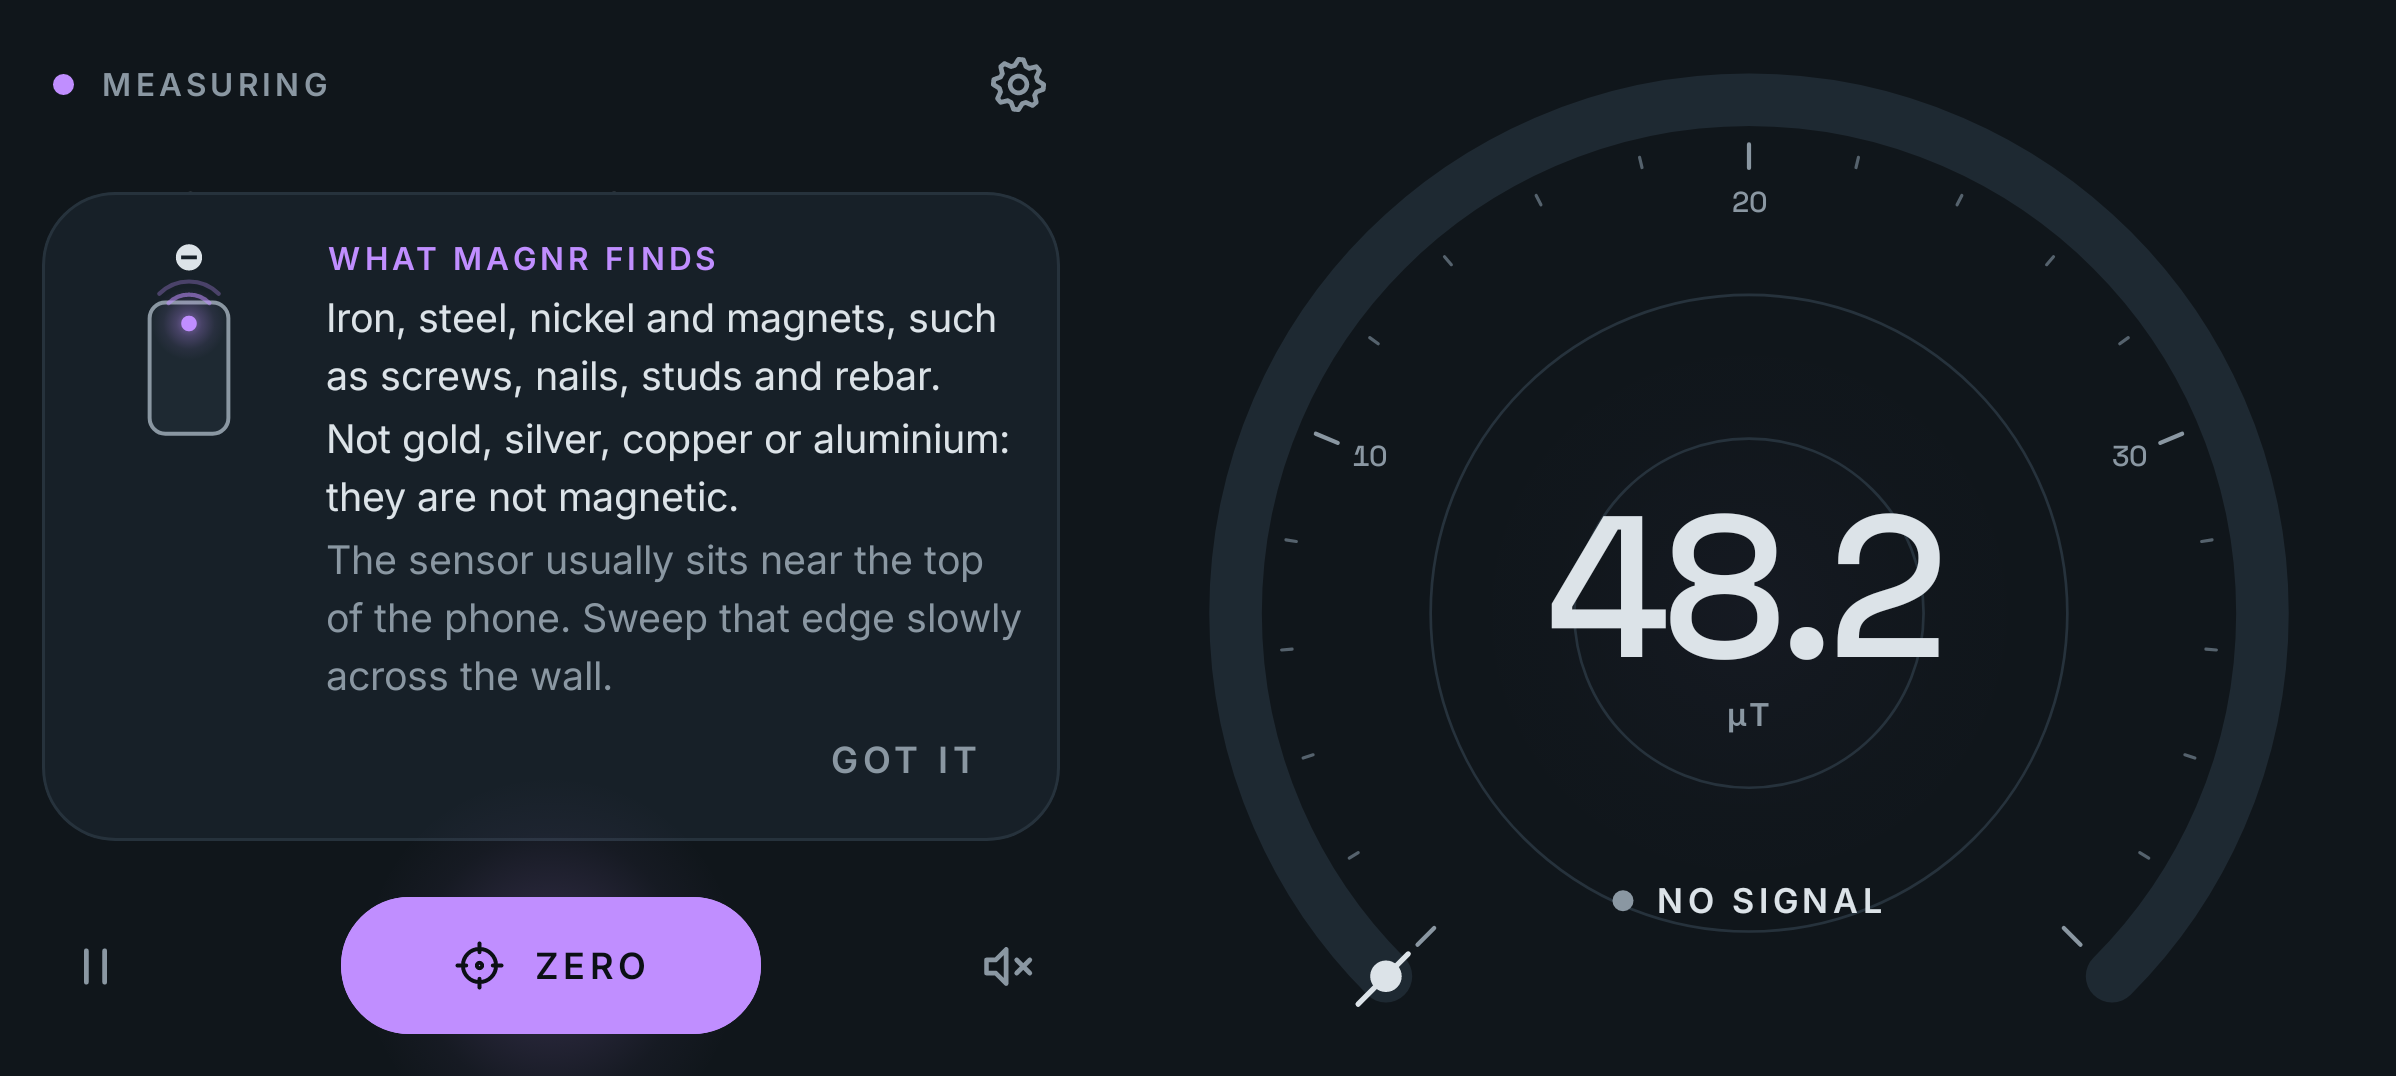 MEASURING
WHAT MAGNR FINDS
Iron, steel, nickel and magnets, such
as screws, nails, studs and rebar.
Not gold, silver, copper or aluminium:
they are not magnetic.
The sensor usually sits near the top
of the phone. Sweep that edge slowly
across the wall.
GOT IT
ZERO
20
10
30
48.2
µT
NO SIGNAL